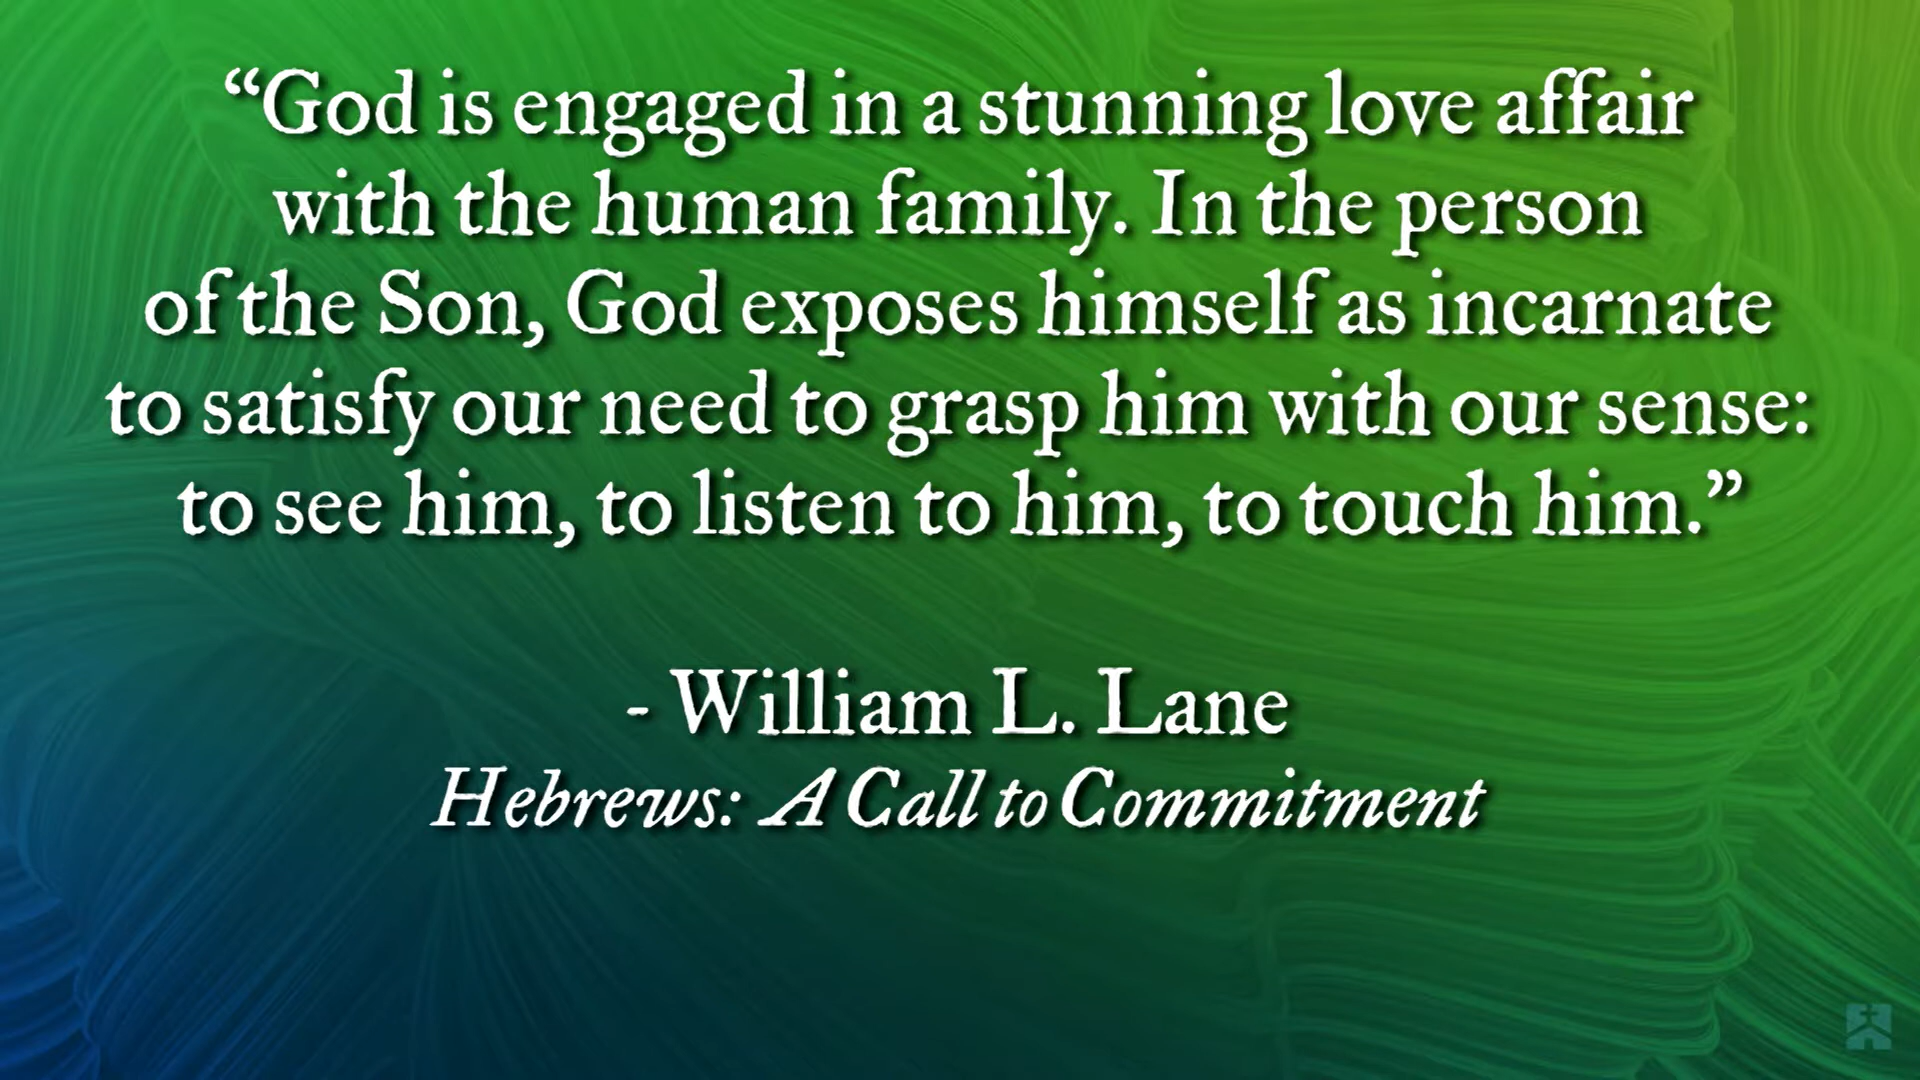 “God is engaged in a stunning love affair
with the human family. In the person
of the Son, God exposes himself as incarnate
to satisfy our need to grasp him with our sense:
to see him, to listen to him, to touch him.”
- William L. Lane
Hebrews: A Call to Commitment